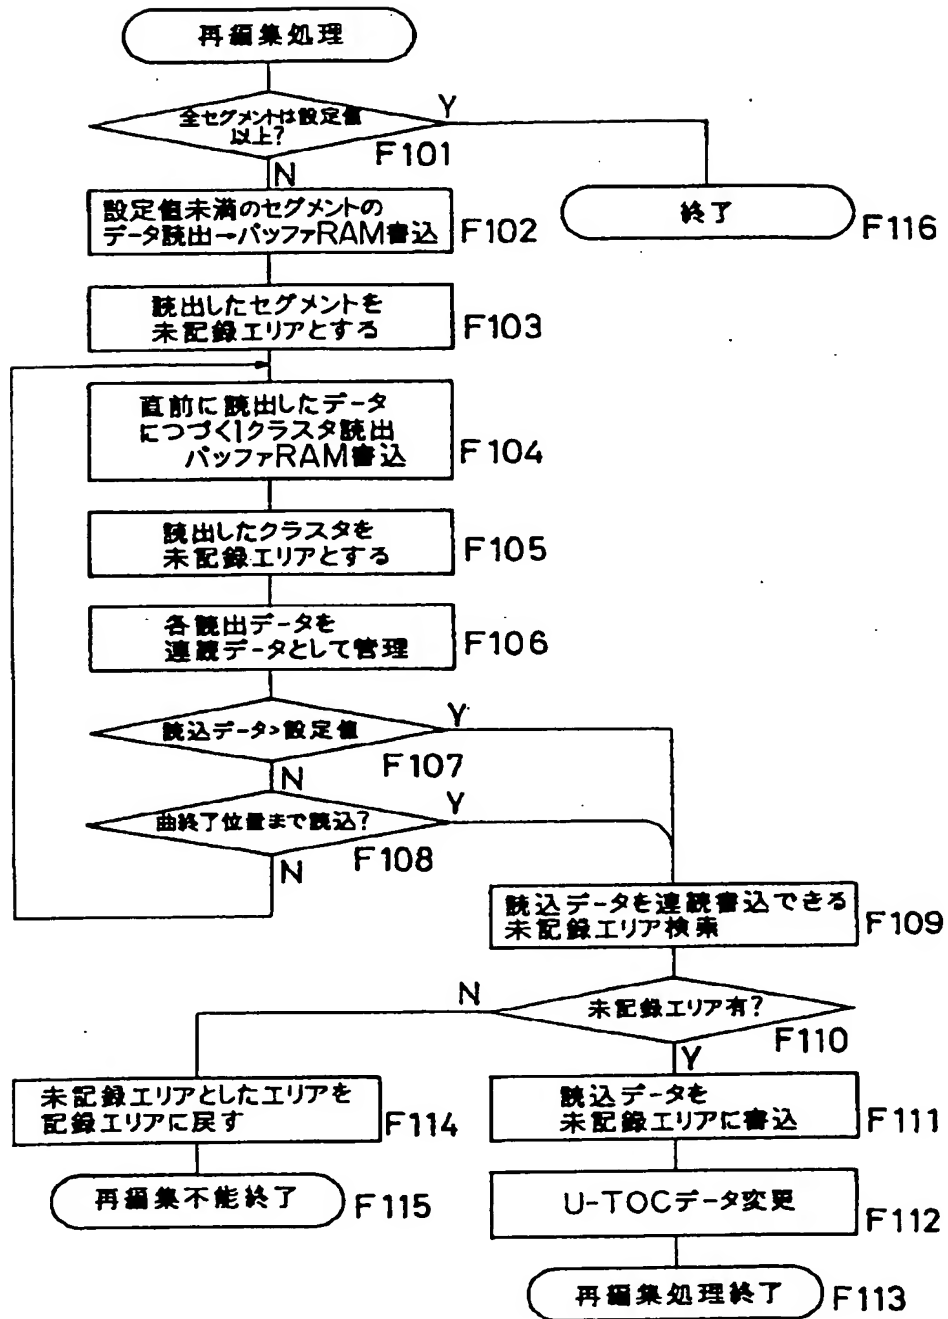 再編集処理
全セグメントは設定値
以上?
Y
F101
N
設定値未満のセグメントの
データ読出→バッファRAM書込
F102
終了
F116
読出したセグメントを
未記録エリアとする
F103
直前に読出したデータ
につづく1クラスタ読出
バッファRAM書込
F104
読出したクラスタを
未記録エリアとする
F105
各読出データを
連続データとして管理
F106
読込データ>設定値
Y
F107
N
曲終了位置まで読込?
Y
F108
N
読込データを連続書込できる
未記録エリア検索
F109
未記録エリア有?
N
F110
Y
未記録エリアとしたエリアを
記録エリアに戻す
F114
読込データを
未記録エリアに書込
F111
再編集不能終了
F115
U-TOCデータ変更
F112
再編集処理終了
F113